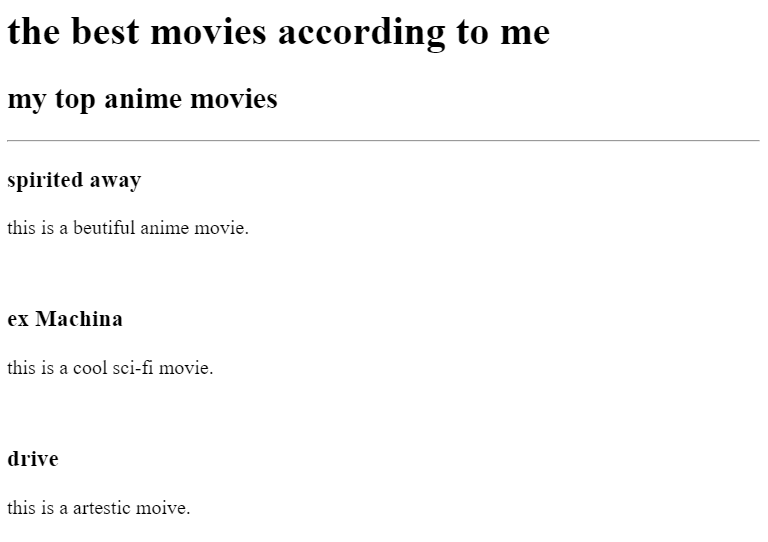 the best movies according to me
my top anime movies
spirited away
this is a beutiful anime movie.
ex Machina
this is a cool sci-fi movie.
drive
this is a artestic moive.